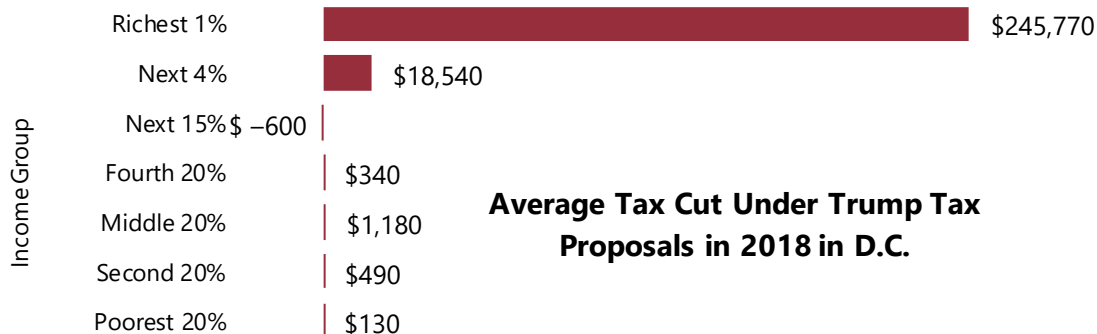 Richest 1% $245,770
Next 4% $18,540
Next 15% $ –600
Fourth 20% $340
Middle 20% $1,180
Second 20% $490
Poorest 20% $130
Income Group
Average Tax Cut Under Trump Tax
Proposals in 2018 in D.C.